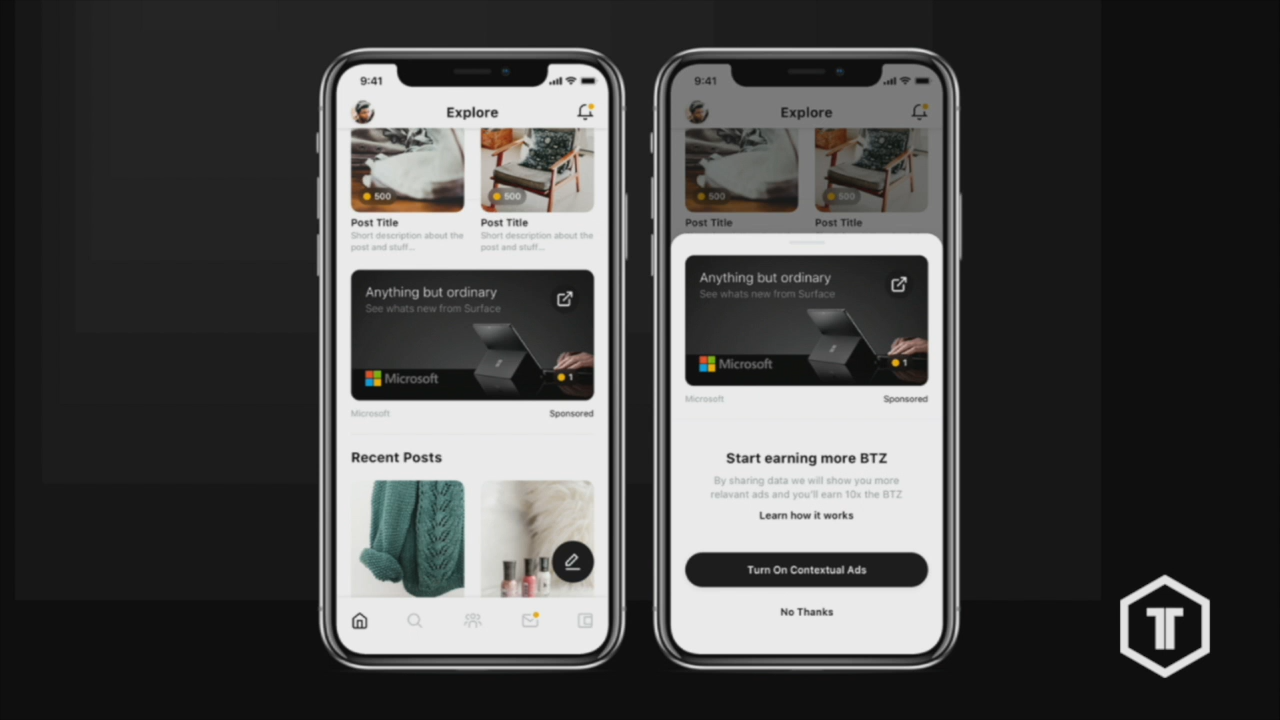 9:41
Explore
500
500
Post Title
Post Title
Short description about the
post and stuff...
Short description about the
post and stuff...
Anything but ordinary
See whats new from Surface
Microsoft
1
Microsoft
Sponsored
Recent Posts
9:41
Explore
500
500
Post Title
Post Title
Anything but ordinary
See whats new from Surface
Microsoft
1
Microsoft
Sponsored
Start earning more BTZ
By sharing data we will show you more
relavant ads and you'll earn 10x the BTZ
Learn how it works
Turn On Contextual Ads
No Thanks
T